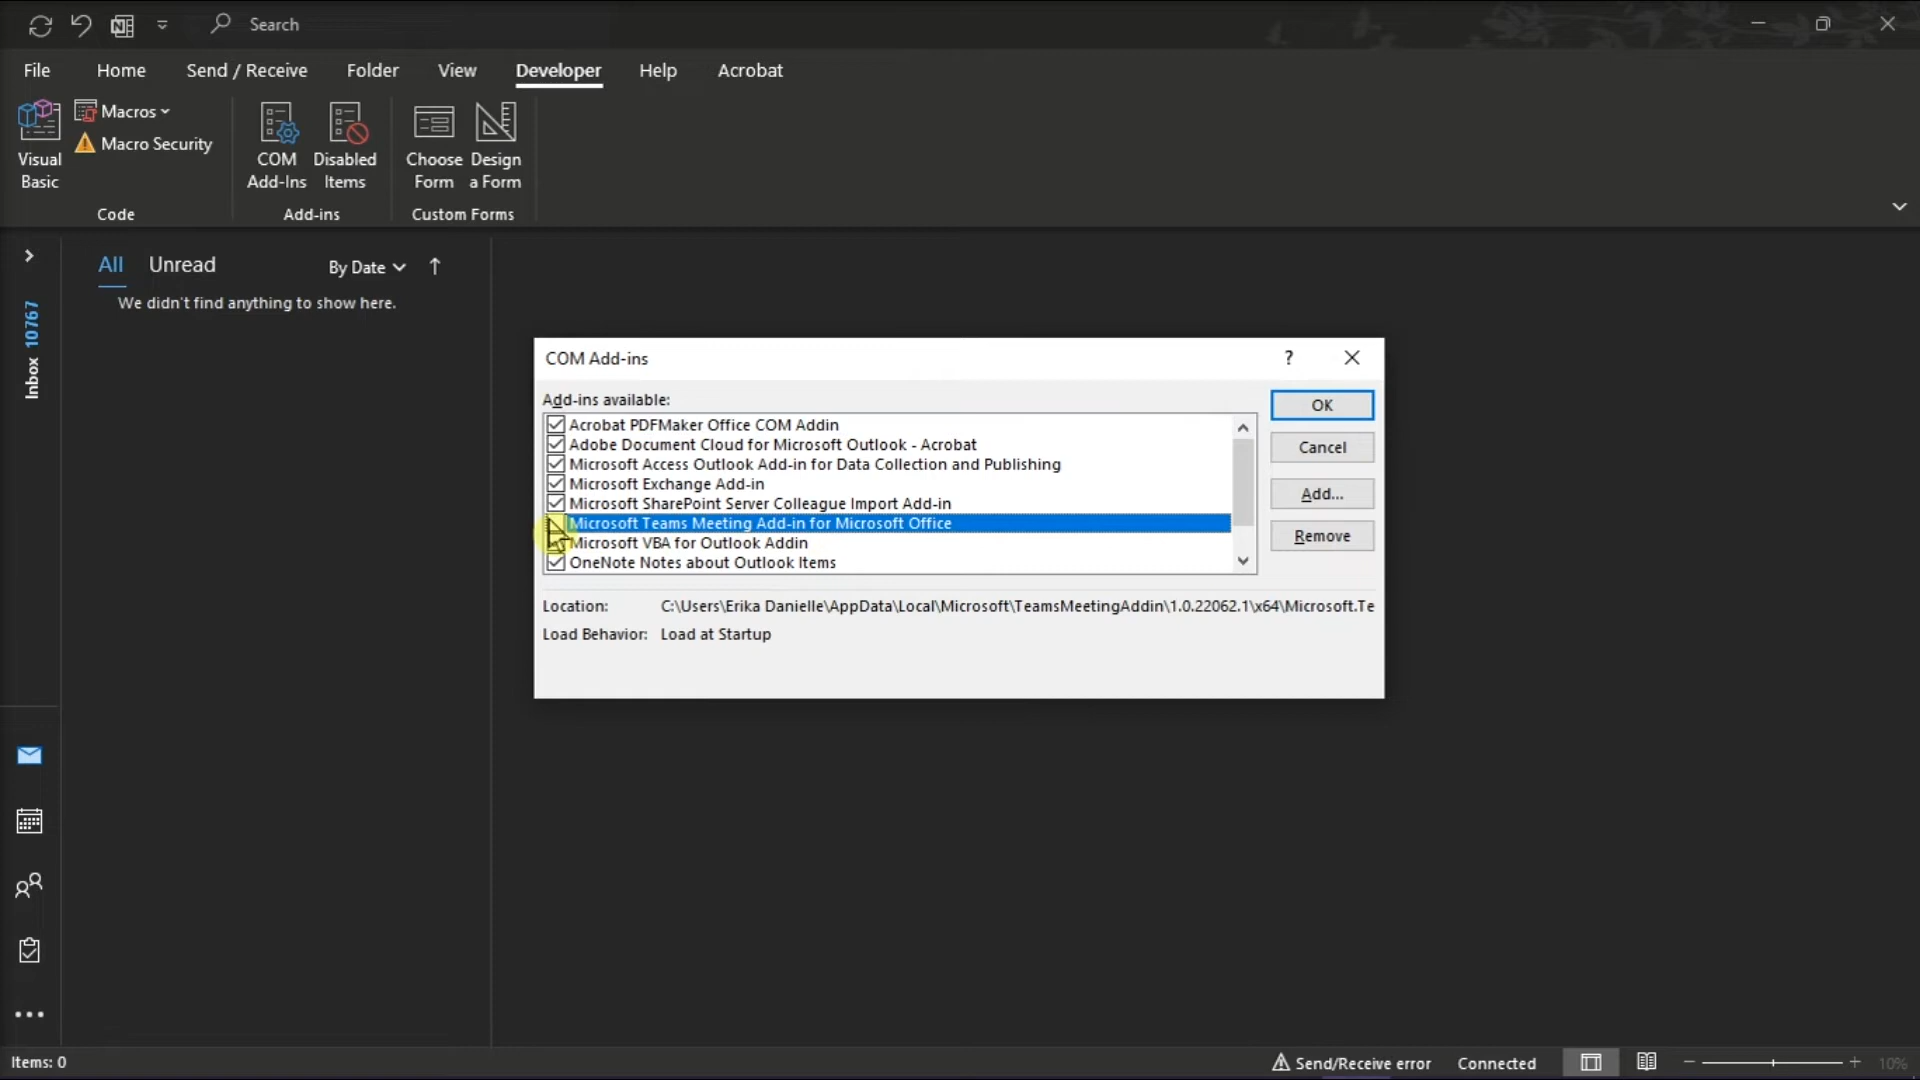 Search
File Home Send / Receive Folder View Developer Help Acrobat
Visual Basic
Macros
Macro Security
COM Add-Ins
Disabled Items
Choose Form
Design a Form
Code
Add-ins
Custom Forms
All Unread By Date
We didn't find anything to show here.
Inbox 10767
COM Add-ins ?
Add-ins available:
Acrobat PDFMaker Office COM Addin
Adobe Document Cloud for Microsoft Outlook - Acrobat
Microsoft Access Outlook Add-in for Data Collection and Publishing
Microsoft Exchange Add-in
Microsoft SharePoint Server Colleague Import Add-in
Microsoft Teams Meeting Add-in for Microsoft Office
Microsoft VBA for Outlook Addin
OneNote Notes about Outlook Items
OK
Cancel
Add...
Remove
Location: C:\Users\Erika Danielle\AppData\Local\Microsoft\TeamsMeetingAddin\1.0.22062.1\x64\Microsoft.Te
Load Behavior: Load at Startup
Items: 0
Send/Receive error Connected 10%